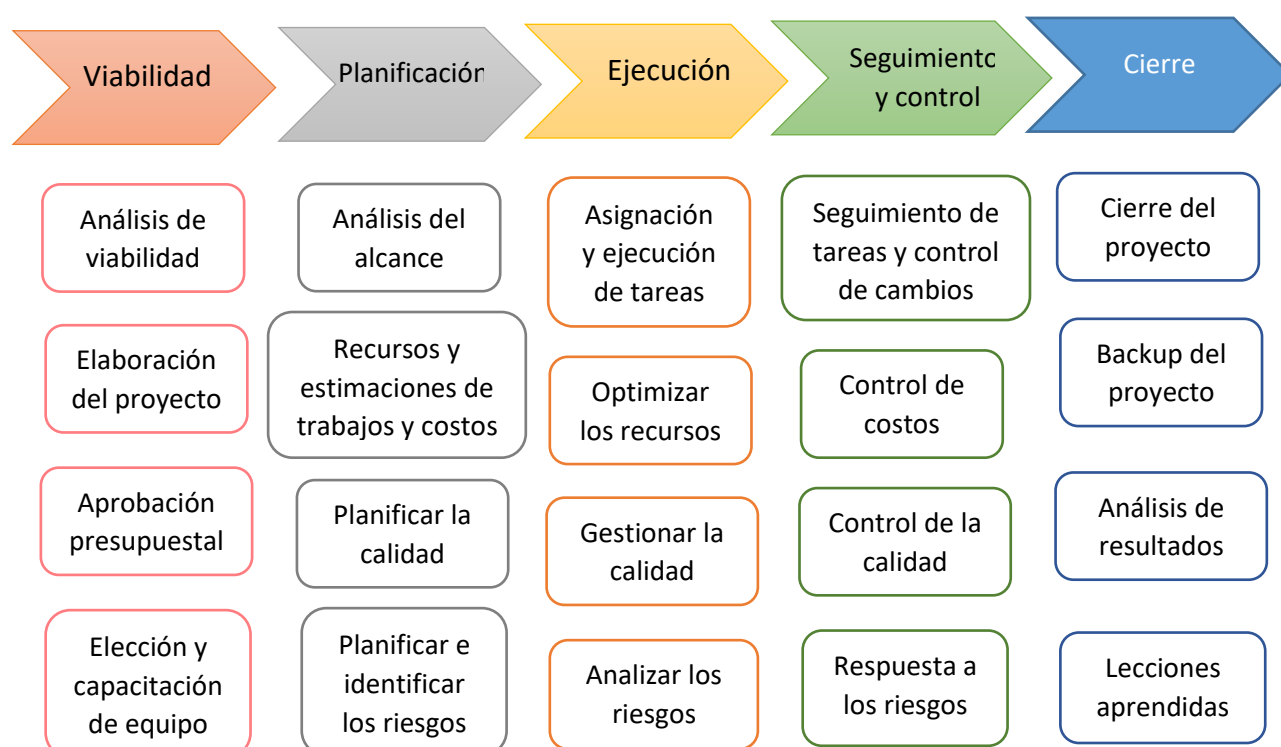 Viabilidad
Planificación
Ejecución
Seguimiento
y control
Cierre
Análisis de
viabilidad
Elaboración
del proyecto
Aprobación
presupuestal
Elección y
capacitación
de equipo
Análisis del
alcance
Recursos y
estimaciones de
trabajos y costos
Planificar la
calidad
Planificar e
identificar
los riesgos
Asignación
y ejecución
de tareas
Optimizar
los recursos
Gestionar la
calidad
Analizar los
riesgos
Seguimiento de
tareas y control
de cambios
Control de
costos
Control de la
calidad
Respuesta a
los riesgos
Cierre del
proyecto
Backup del
proyecto
Análisis de
resultados
Lecciones
aprendidas